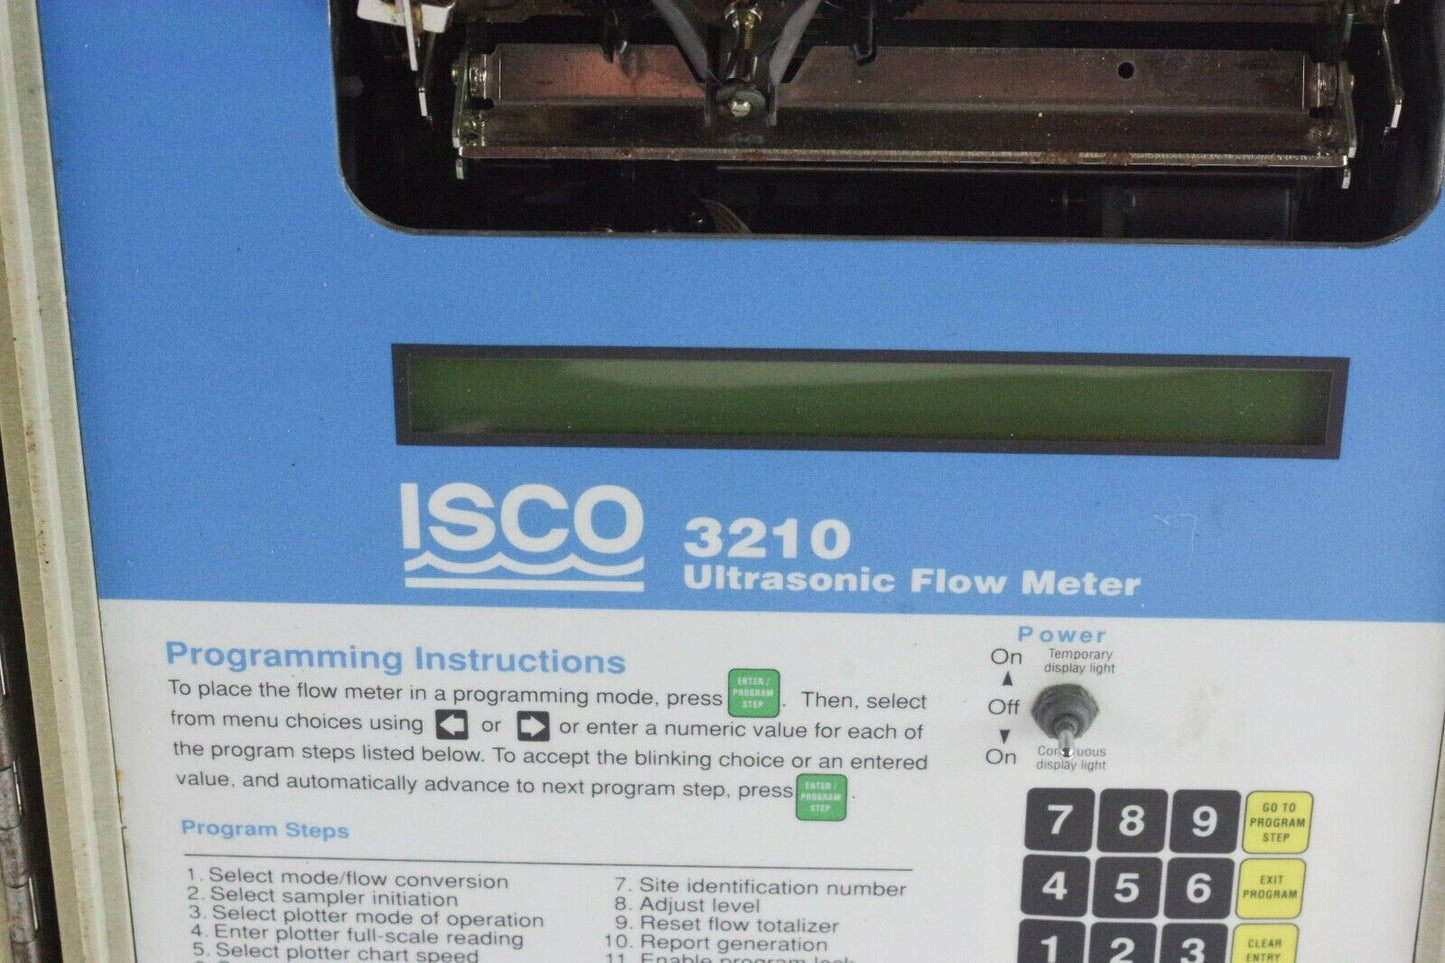 ISCO
3210
Ultrasonic Flow Meter
Power
On Temporary
display light
Off
On
display light
Programming Instructions
To place the flow meter in a programming mode, press ENTER / PROGRAM STEP . Then, select
from menu choices using or or enter a numeric value for each of
the program steps listed below. To accept the blinking choice or an entered
value, and automatically advance to next program step, press ENTER / PROGRAM STEP .
Program Steps
1. Select mode/flow conversion
2. Select sampler initiation
3. Select plotter mode of operation
4. Enter plotter full-scale reading
5. Select plotter chart speed
7. Site identification number
8. Adjust level
9. Reset flow totalizer
10. Report generation
11. Enable program lock
7 8 9 GO TO PROGRAM STEP
4 5 6 EXIT PROGRAM
1 2 3 CLEAR ENTRY